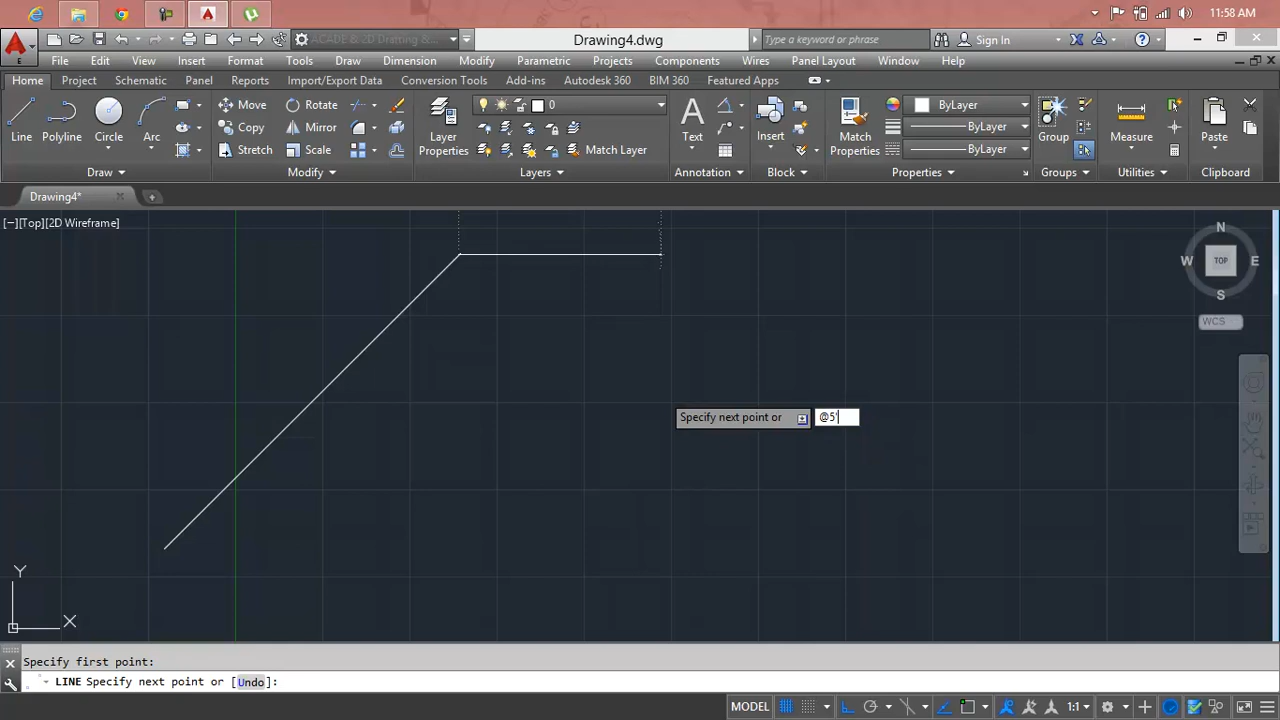 11:58 AM
ACADE & 2D Drafting &...
Drawing4.dwg
Type a keyword or phrase
Sign In
File Edit View Insert Format Tools Draw Dimension Modify Parametric Projects Components Wires Panel Layout Window Help
Home Project Schematic Panel Reports Import/Export Data Conversion Tools Add-ins Autodesk 360 BIM 360 Featured Apps
Line Polyline Circle Arc
Move Rotate
Copy Mirror
Stretch Scale
Layer Properties
0
Match Layer
Text
Insert
Match Properties
ByLayer
ByLayer
ByLayer
Group
Measure
Paste
Draw Modify Layers Annotation Block Properties Groups Utilities Clipboard
Drawing4*
[−][Top][2D Wireframe]
N
W TOP E
S
WCS
Specify next point or @5'
Y
X
Specify first point:
LINE Specify next point or [Undo]:
MODEL 1:1